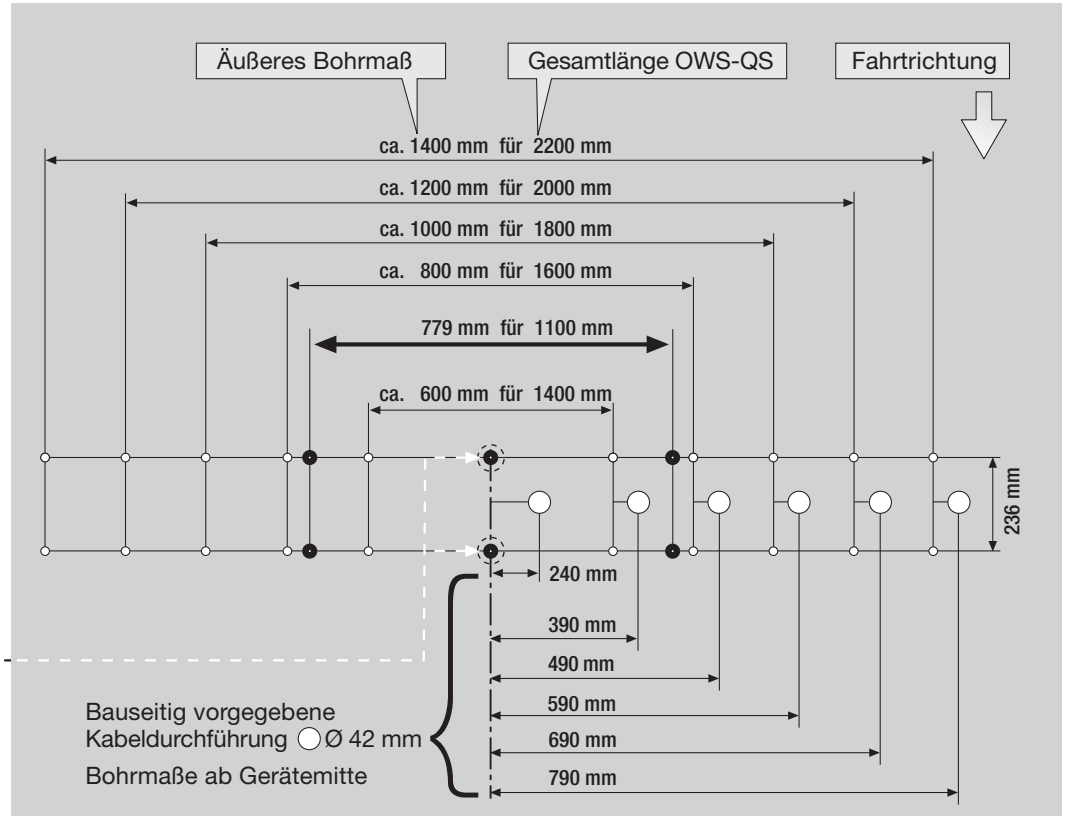 Äußeres Bohrmaß
Gesamtlänge OWS-QS
Fahrtrichtung
ca. 1400 mm für 2200 mm
ca. 1200 mm für 2000 mm
ca. 1000 mm für 1800 mm
ca. 800 mm für 1600 mm
779 mm für 1100 mm
ca. 600 mm für 1400 mm
236 mm
240 mm
390 mm
490 mm
590 mm
690 mm
790 mm
Bauseitig vorgegebene
Kabeldurchführung Ø 42 mm
Bohrmaße ab Gerätemitte